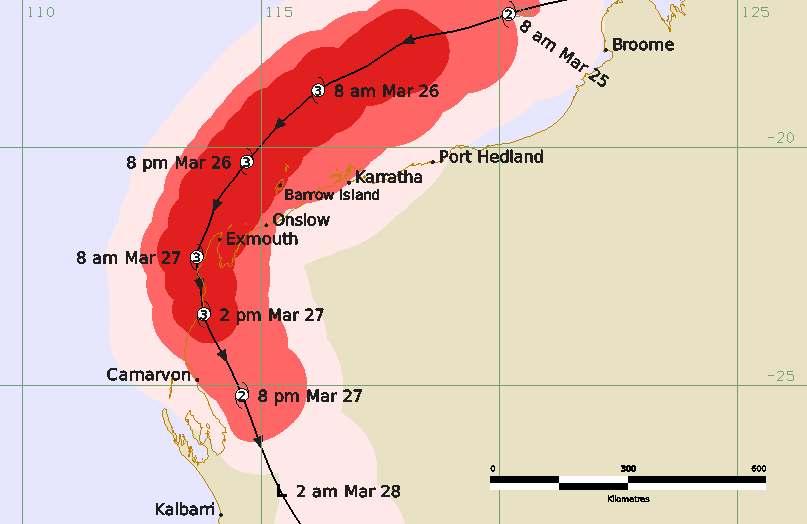 110
115
125
2
8 am Mar 25
Broome
3
8 am Mar 26
-20
8 pm Mar 26
3
Port Hedland
Karratha
Barrow Island
Onslow
Exmouth
8 am Mar 27
3
3
2 pm Mar 27
-25
Carnarvon
2
8 pm Mar 27
0
300
600
Kilometres
L
2 am Mar 28
Kalbarri